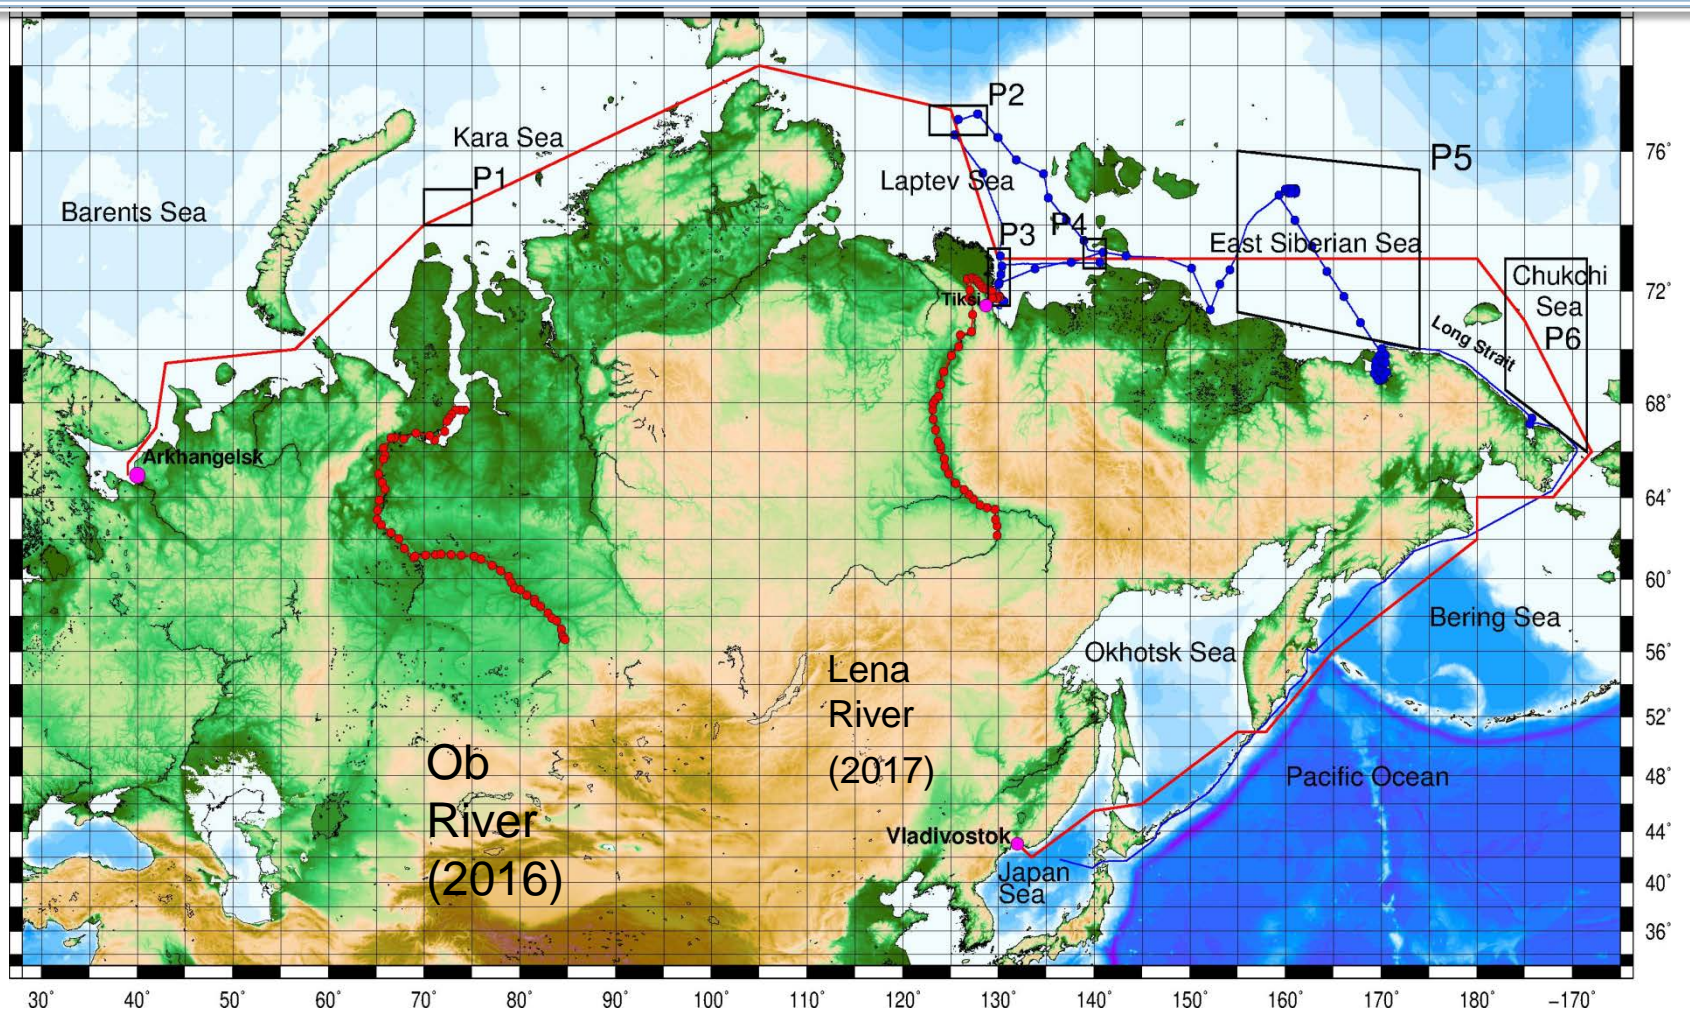 P2
Kara Sea
76°
P5
P1
Laptev Sea
Barents Sea
P4
P3
East Siberian Sea
Chukchi
Sea
P6
72°
Tiksi
Long Strait
68°
Arkhangelsk
64°
60°
Bering Sea
Okhotsk Sea
56°
Lena
River
(2017)
52°
Ob
River
(2016)
Pacific Ocean
48°
Vladivostok
44°
Japan
Sea
40°
36°
30° 40° 50° 60° 70° 80° 90° 100° 110° 120° 130° 140° 150° 160° 170° 180° −170°